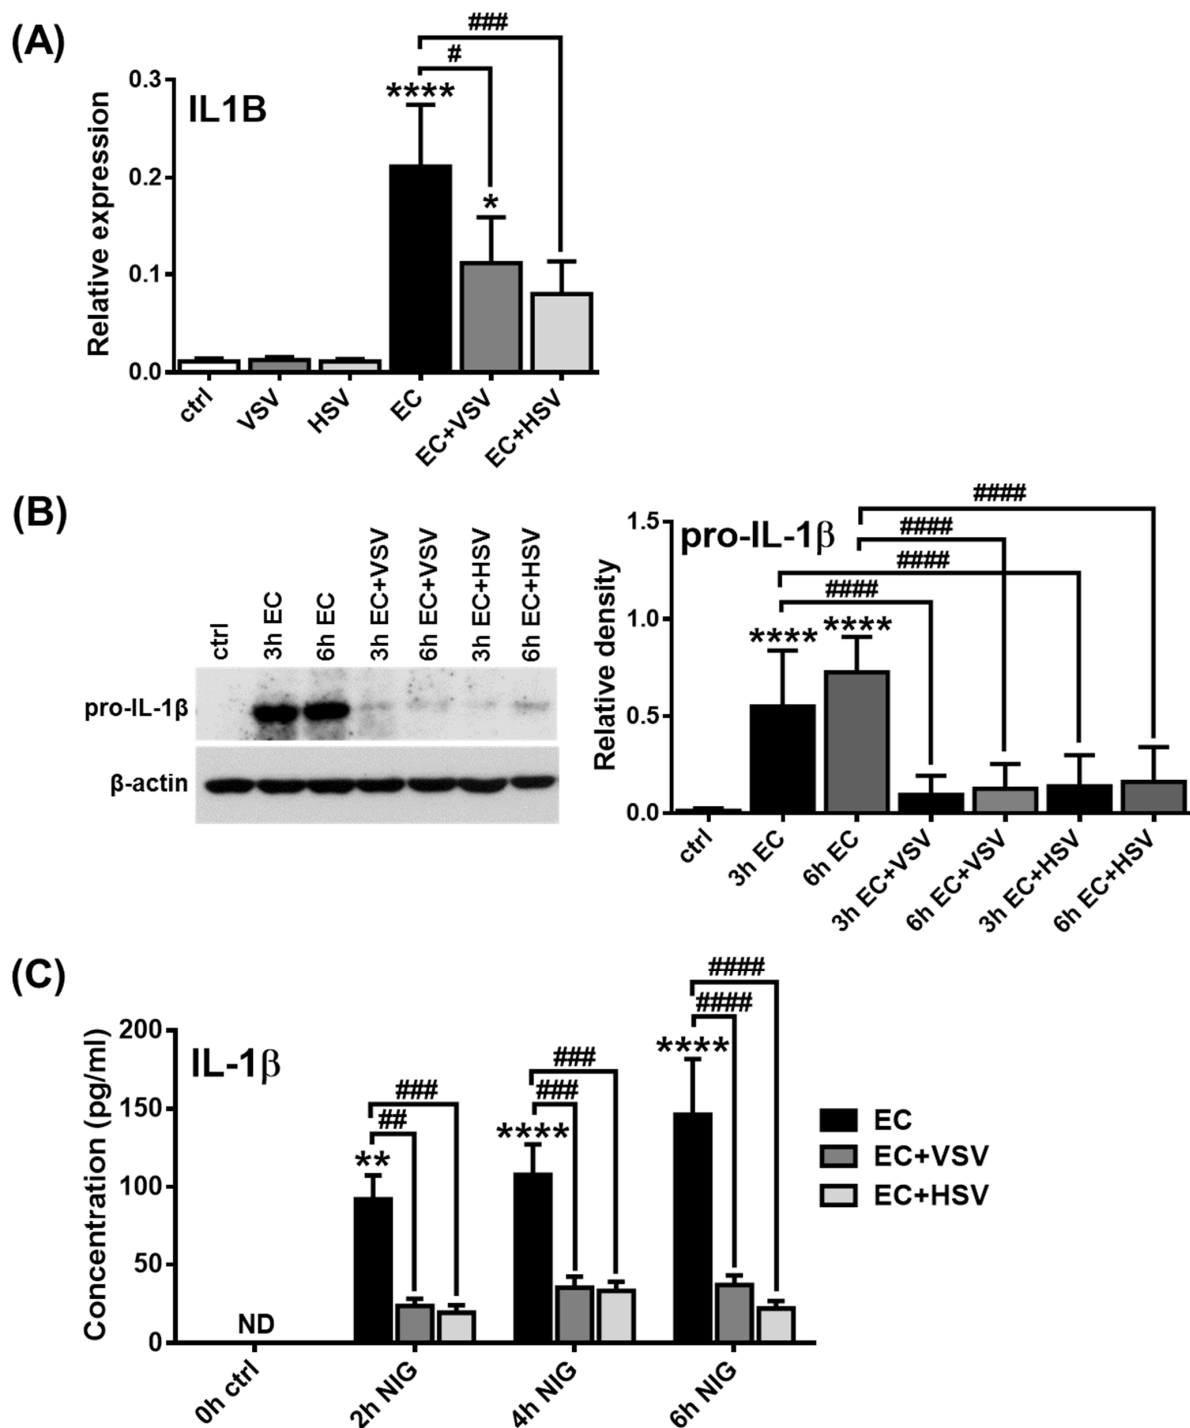 (A)
###
#
0.3
IL1B
****
0.2
*
0.1
0.0
Relative expression
ctrl
VSV
HSV
EC
EC+VSV
EC+HSV
(B)
ctrl
3h EC
6h EC
3h EC+VSV
6h EC+VSV
3h EC+HSV
6h EC+HSV
pro-IL-1β
β-actin
####
1.5
pro-IL-1β
####
####
####
1.0
****
****
0.5
0.0
Relative density
ctrl
3h EC
6h EC
3h EC+VSV
6h EC+VSV
3h EC+HSV
6h EC+HSV
(C)
####
####
200
IL-1β
****
###
###
###
##
150
****
**
100
50
0
Concentration (pg/ml)
ND
0h ctrl
2h NIG
4h NIG
6h NIG
EC
EC+VSV
EC+HSV